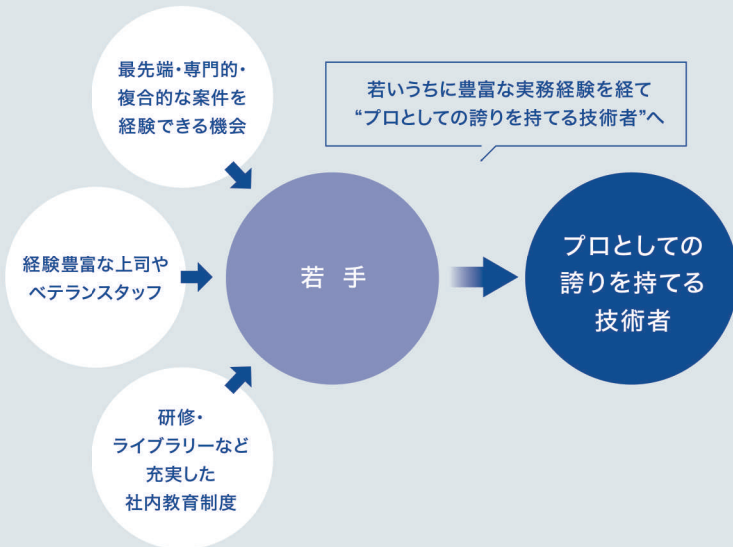 最先端・専門的・
複合的な案件を
経験できる機会
若いうちに豊富な実務経験を経て
“プロとしての誇りを持てる技術者”へ
経験豊富な上司や
ベテランスタッフ
若 手
プロとしての
誇りを持てる
技術者
研修・
ライブラリーなど
充実した
社内教育制度